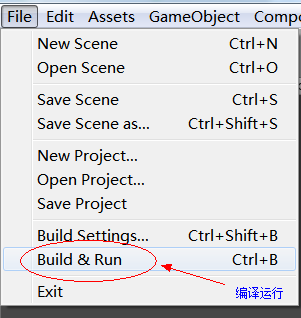 File Edit Assets GameObject Compo
New Scene Ctrl+N
Open Scene Ctrl+O
Save Scene Ctrl+S
Save Scene as... Ctrl+Shift+S
New Project...
Open Project...
Save Project
Build Settings... Ctrl+Shift+B
Build & Run Ctrl+B
Exit 编译运行